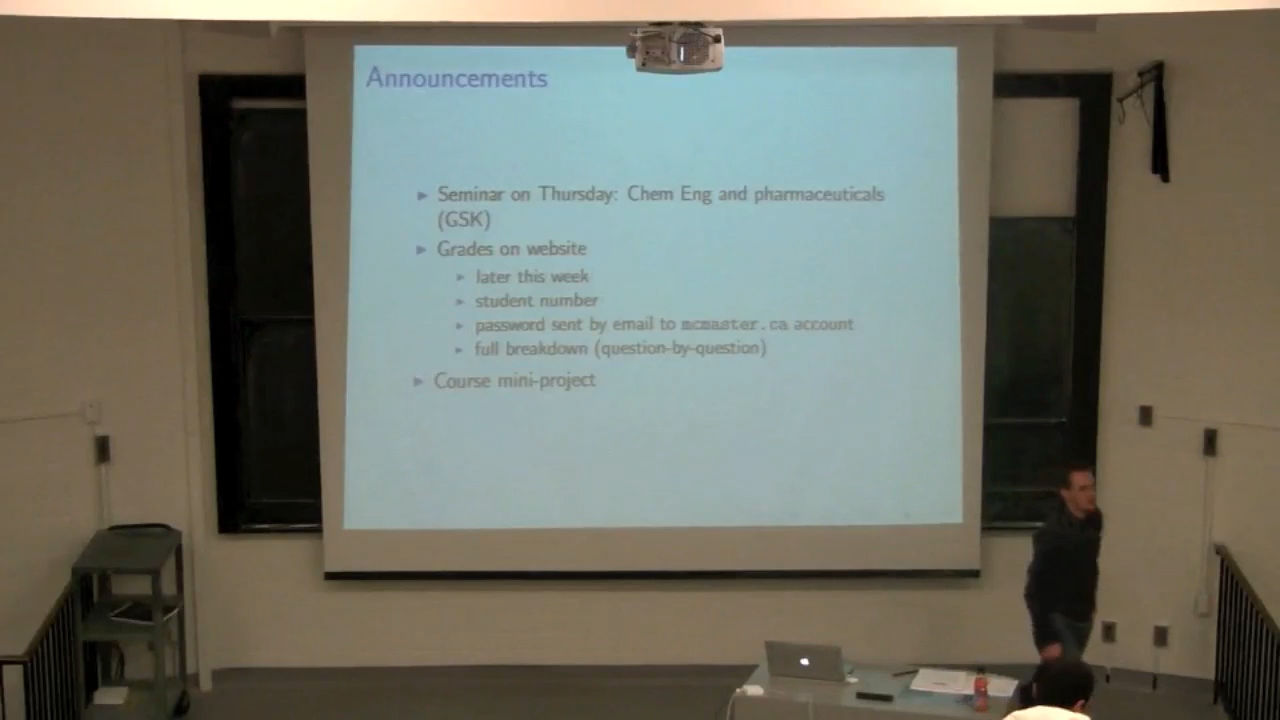 Announcements
▶ Seminar on Thursday: Chem Eng and pharmaceuticals
(GSK)
▶ Grades on website
▶ later this week
▶ student number
▶ password sent by email to mcmaster.ca account
▶ full breakdown (question-by-question)
▶ Course mini-project